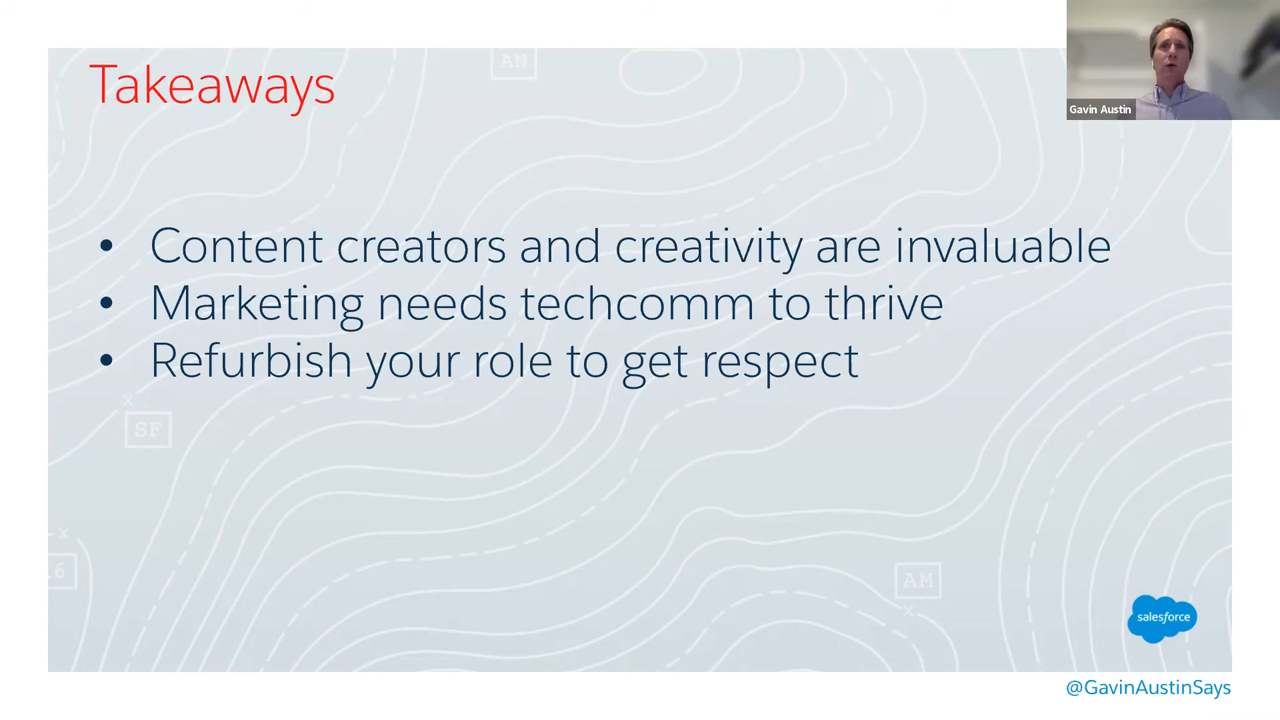 Takeaways
AN
Gavin Austin
• Content creators and creativity are invaluable
• Marketing needs techcomm to thrive
• Refurbish your role to get respect
x
SF
x
.6
AM
x
salesforce
@GavinAustinSays